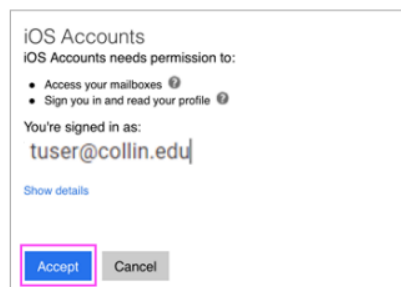 iOS Accounts
iOS Accounts needs permission to:
• Access your mailboxes ?
• Sign you in and read your profile ?
You're signed in as:
tuser@collin.edu
Show details
Accept Cancel